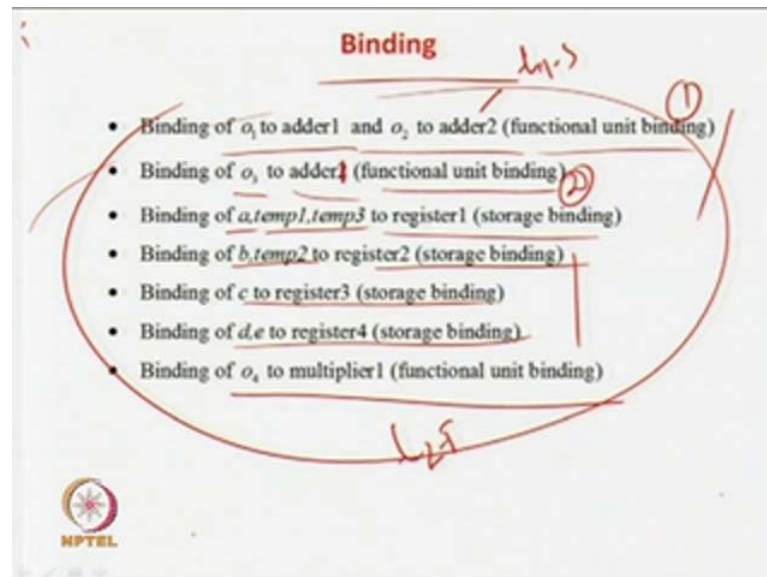 Binding
①
• Binding of o₁ to adder1 and o₂ to adder2 (functional unit binding)
• Binding of o₃ to adder1 (functional unit binding)
②
• Binding of a,temp1,temp3 to register1 (storage binding)
• Binding of b,temp2 to register2 (storage binding)
• Binding of c to register3 (storage binding)
• Binding of d,e to register4 (storage binding)
• Binding of o₄ to multiplier1 (functional unit binding)
NPTEL